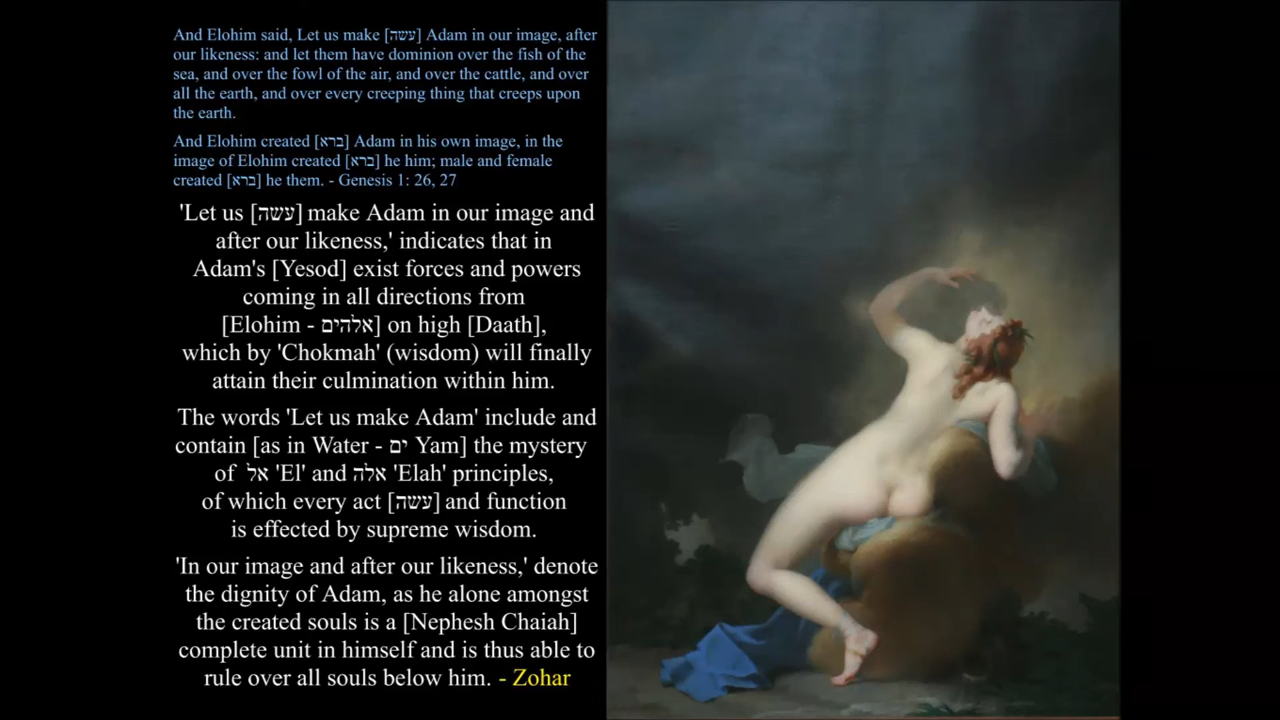 And Elohim said, Let us make [עשה] Adam in our image, after
our likeness: and let them have dominion over the fish of the
sea, and over the fowl of the air, and over the cattle, and over
all the earth, and over every creeping thing that creeps upon
the earth.
And Elohim created [ברא] Adam in his own image, in the
image of Elohim created [ברא] he him; male and female
created [ברא] he them. - Genesis 1: 26, 27
'Let us [עשה] make Adam in our image and
after our likeness,' indicates that in
Adam's [Yesod] exist forces and powers
coming in all directions from
[Elohim - אלהים] on high [Daath],
which by 'Chokmah' (wisdom) will finally
attain their culmination within him.
The words 'Let us make Adam' include and
contain [as in Water - ים Yam] the mystery
of אל 'El' and אלה 'Elah' principles,
of which every act [עשה] and function
is effected by supreme wisdom.
'In our image and after our likeness,' denote
the dignity of Adam, as he alone amongst
the created souls is a [Nephesh Chaiah]
complete unit in himself and is thus able to
rule over all souls below him. - Zohar